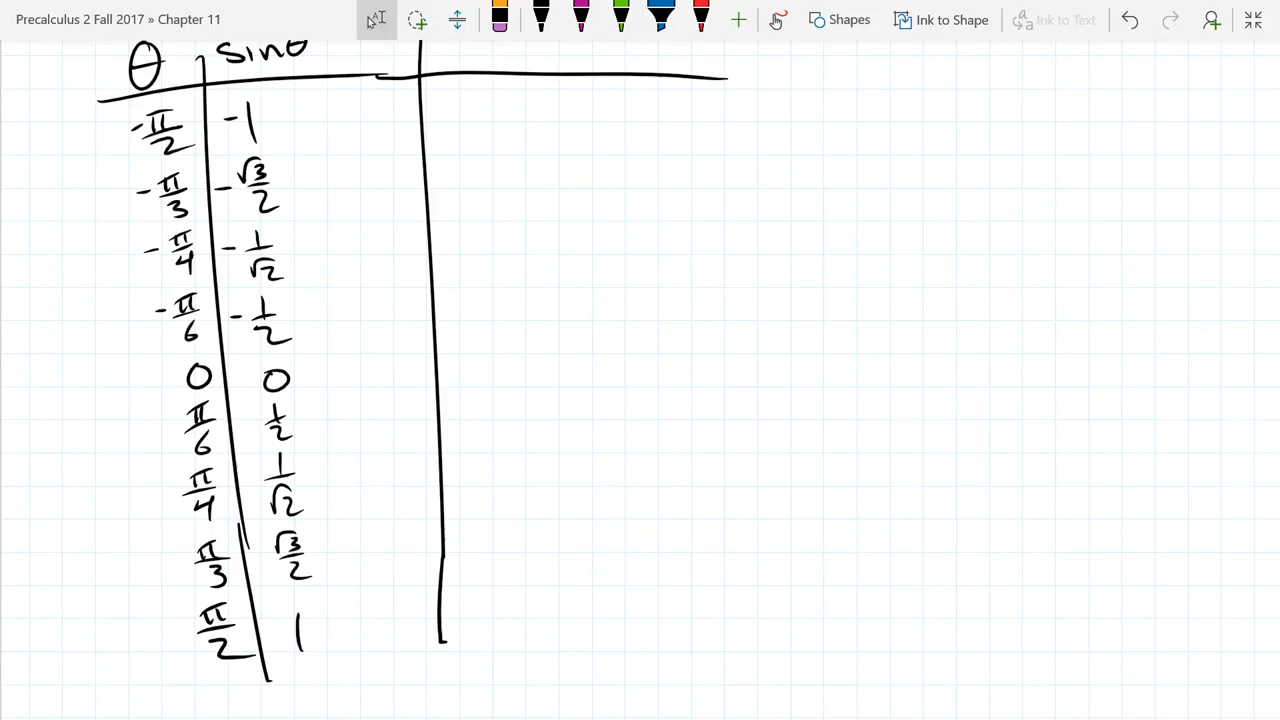 Precalculus 2 Fall 2017 » Chapter 11
Shapes
Ink to Shape
Ink to Text
θ sinθ
-π/2 -1
-π/3 -√3/2
-π/4 -1/√2
-π/6 -1/2
0 0
π/6 1/2
π/4 1/√2
π/3 √3/2
π/2 1